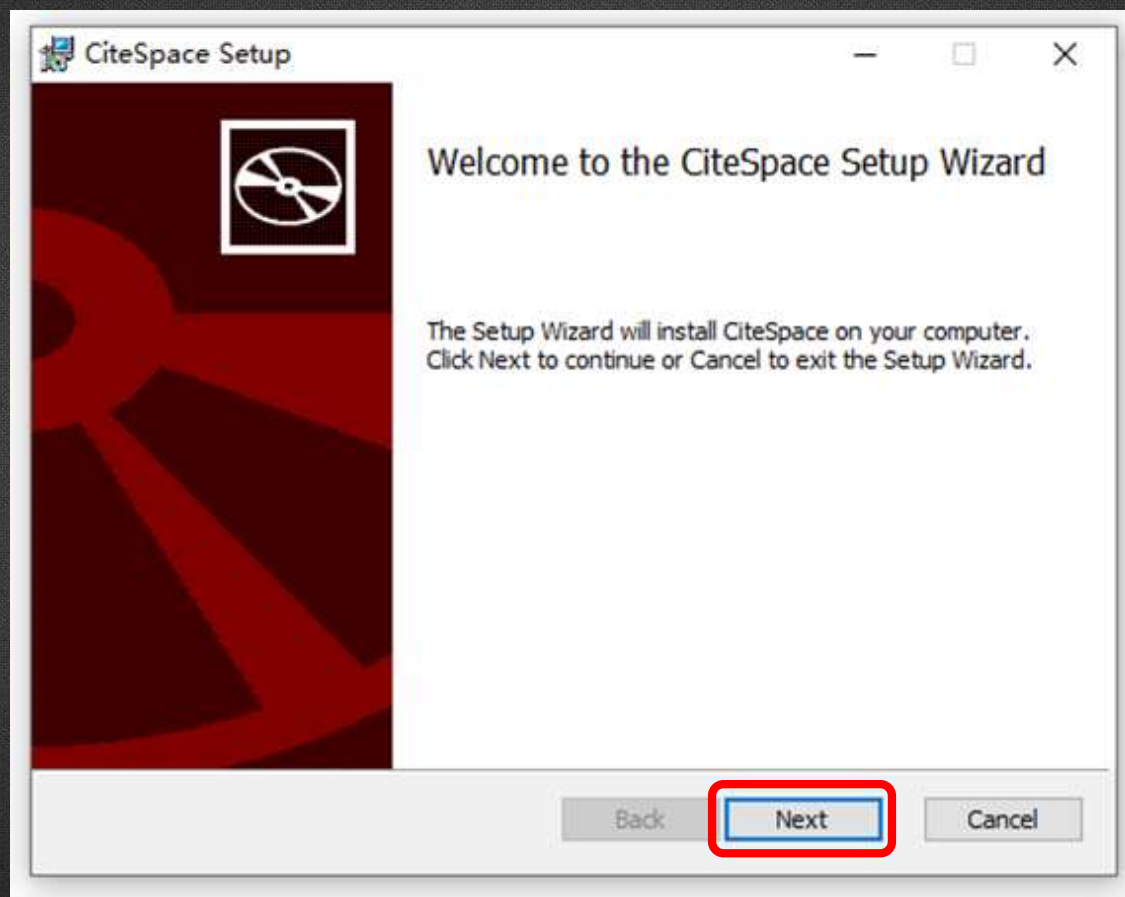 CiteSpace Setup
Welcome to the CiteSpace Setup Wizard
The Setup Wizard will install CiteSpace on your computer.
Click Next to continue or Cancel to exit the Setup Wizard.
Back Next Cancel